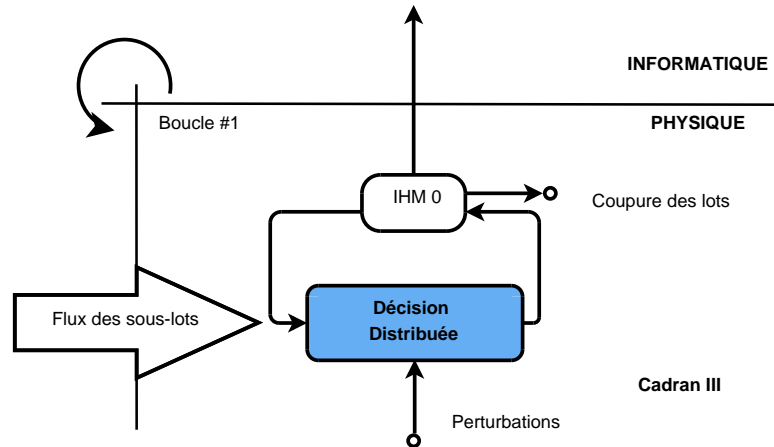 INFORMATIQUE
Boucle #1
PHYSIQUE
IHM 0
Coupure des lots
Flux des sous-lots
Décision
Distribuée
Cadran III
Perturbations